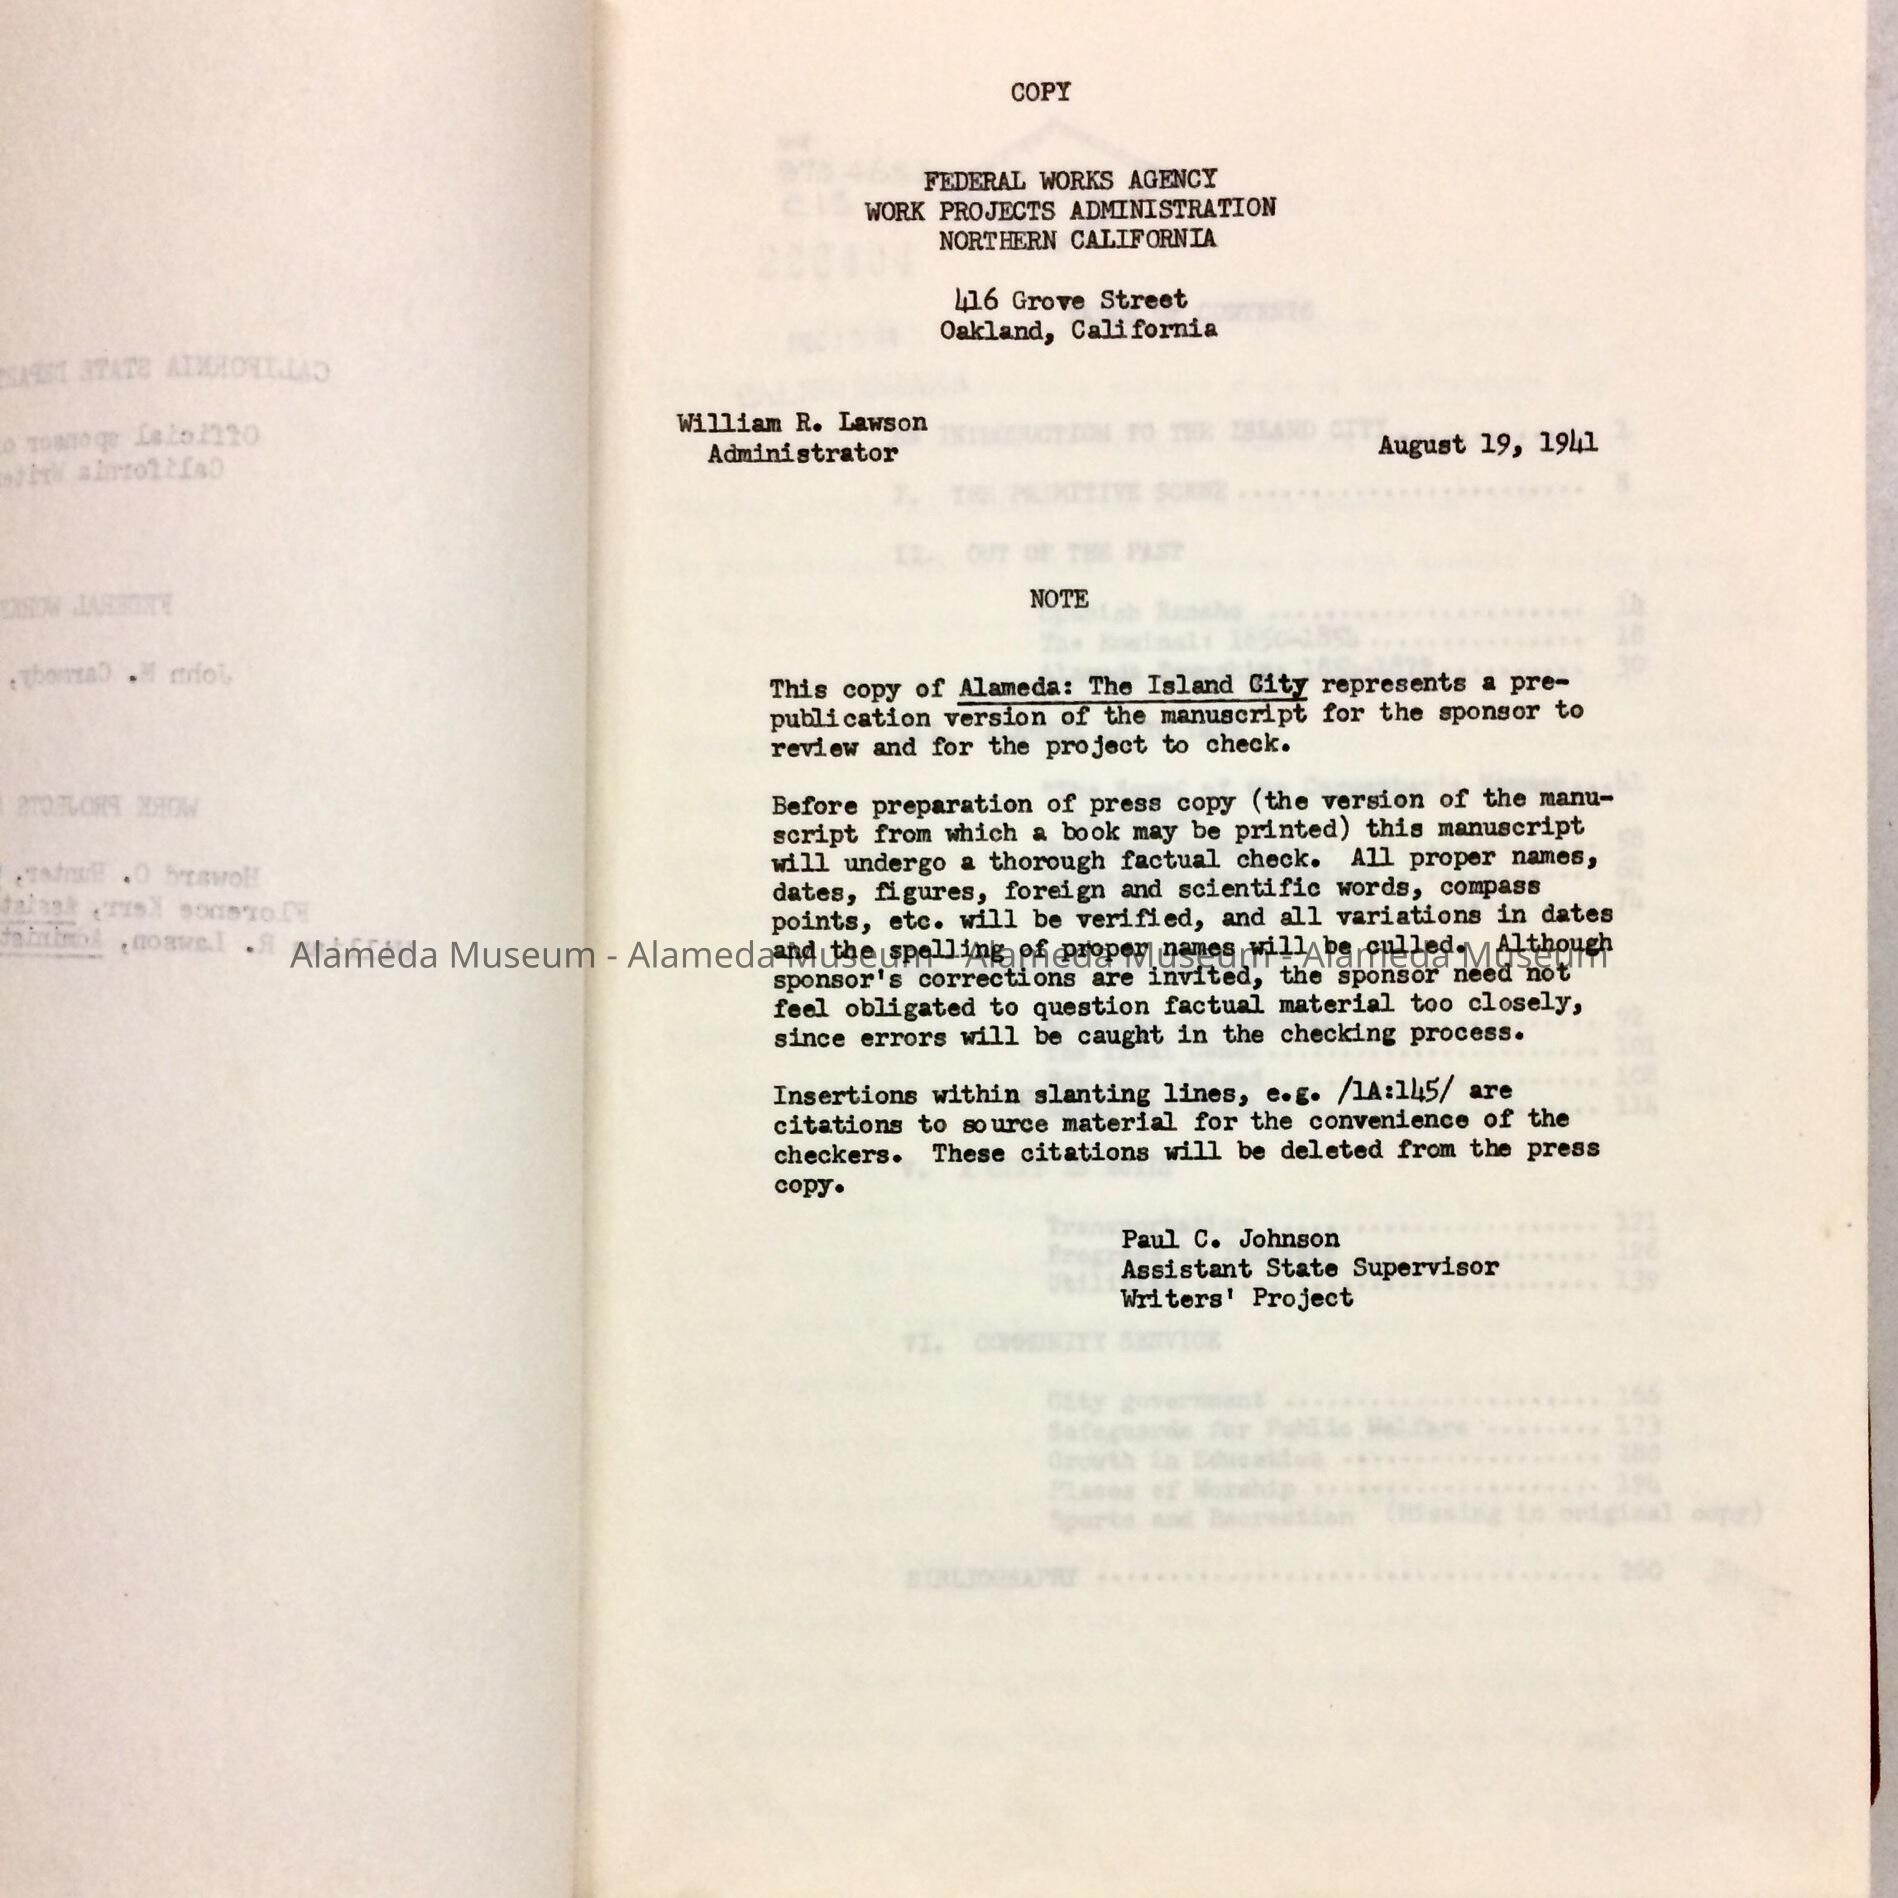 COPY
FEDERAL WORKS AGENCY
WORK PROJECTS ADMINISTRATION
NORTHERN CALIFORNIA
416 Grove Street
Oakland, California
William R. Lawson
Administrator
August 19, 1941
NOTE
This copy of Alameda: The Island City represents a pre-
publication version of the manuscript for the sponsor to
review and for the project to check.
Before preparation of press copy (the version of the manu-
script from which a book may be printed) this manuscript
will undergo a thorough factual check. All proper names,
dates, figures, foreign and scientific words, compass
points, etc. will be verified, and all variations in dates
and the spelling of proper names will be culled. Although
Alameda Museum - Alameda Museum - Alameda Museum - Alameda Museum
sponsor's corrections are invited, the sponsor need not
feel obligated to question factual material too closely,
since errors will be caught in the checking process.
Insertions within slanting lines, e.g. /1A:145/ are
citations to source material for the convenience of the
checkers. These citations will be deleted from the press
copy.
Paul C. Johnson
Assistant State Supervisor
Writers' Project